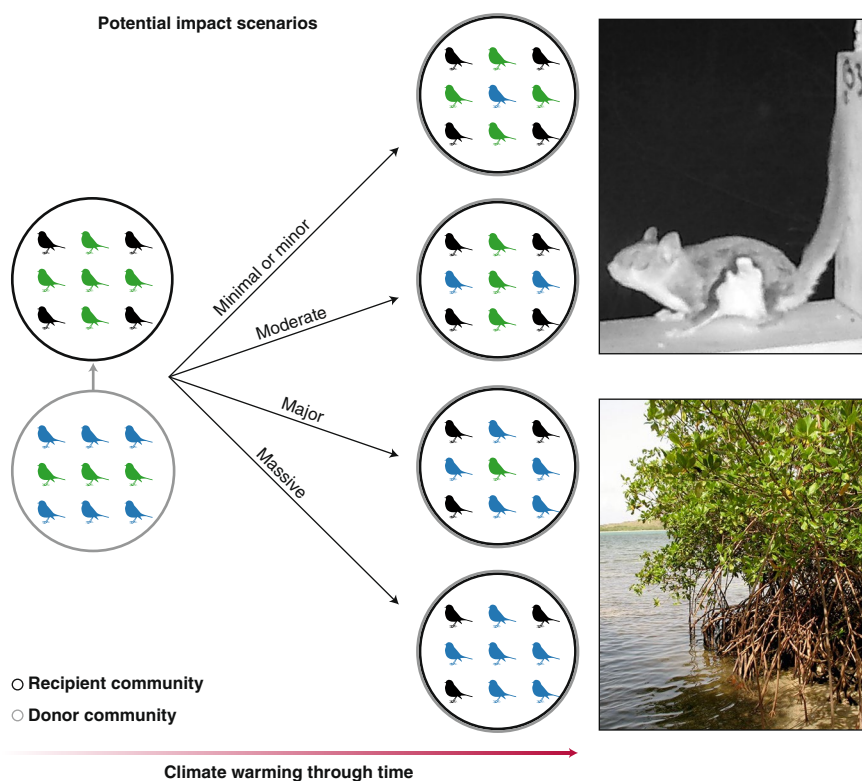 Potential impact scenarios
Minimal or minor
Moderate
Major
Massive
Recipient community
Donor community
Climate warming through time